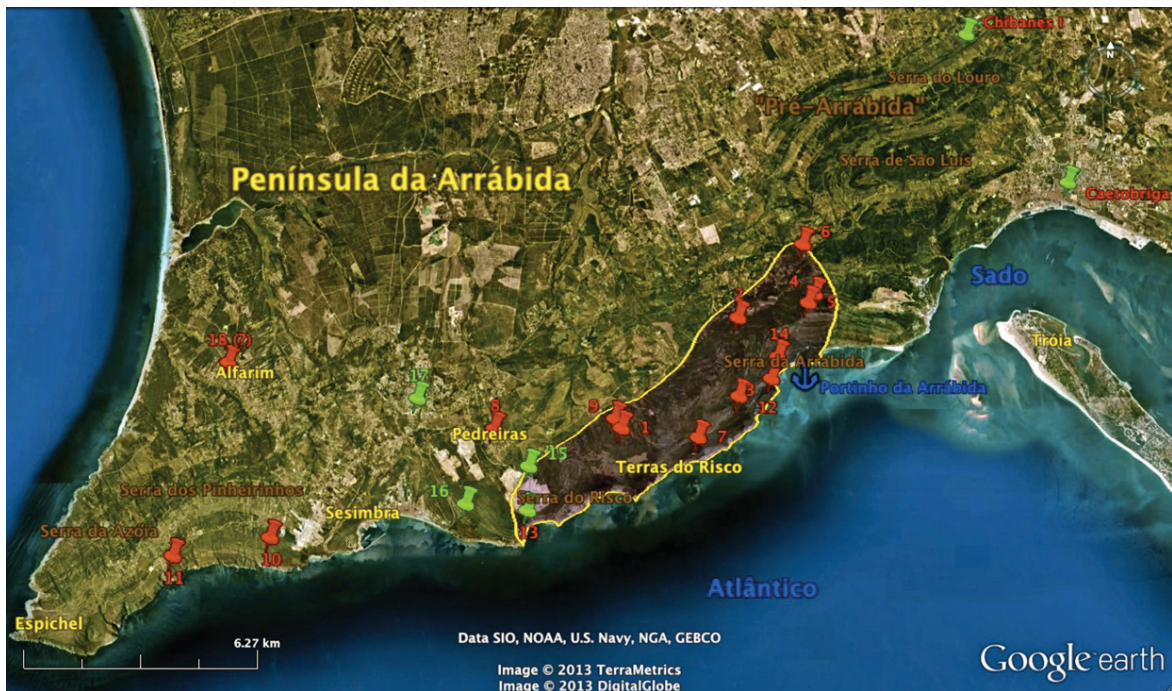 Chibanes I
N
Serra do Louro
"Pré-Arrábida"
Serra de São Luis
Península da Arrábida
Caetobriga
6
Sado
4
5
2
14
Tróia
18 (?)
Serra da Arrábida
Alfarim
17
Portinho da Arrábida
3
12
8
9
1
Pedreiras
7
15
Terras do Risco
16
Serra dos Pinheirinhos
Serra do Risco
Sesimbra
Serra da Azóia
13
10
11
Atlântico
Espichel
6.27 km
Data SIO, NOAA, U.S. Navy, NGA, GEBCO
Image © 2013 TerraMetrics
Image © 2013 DigitalGlobe
Google earth